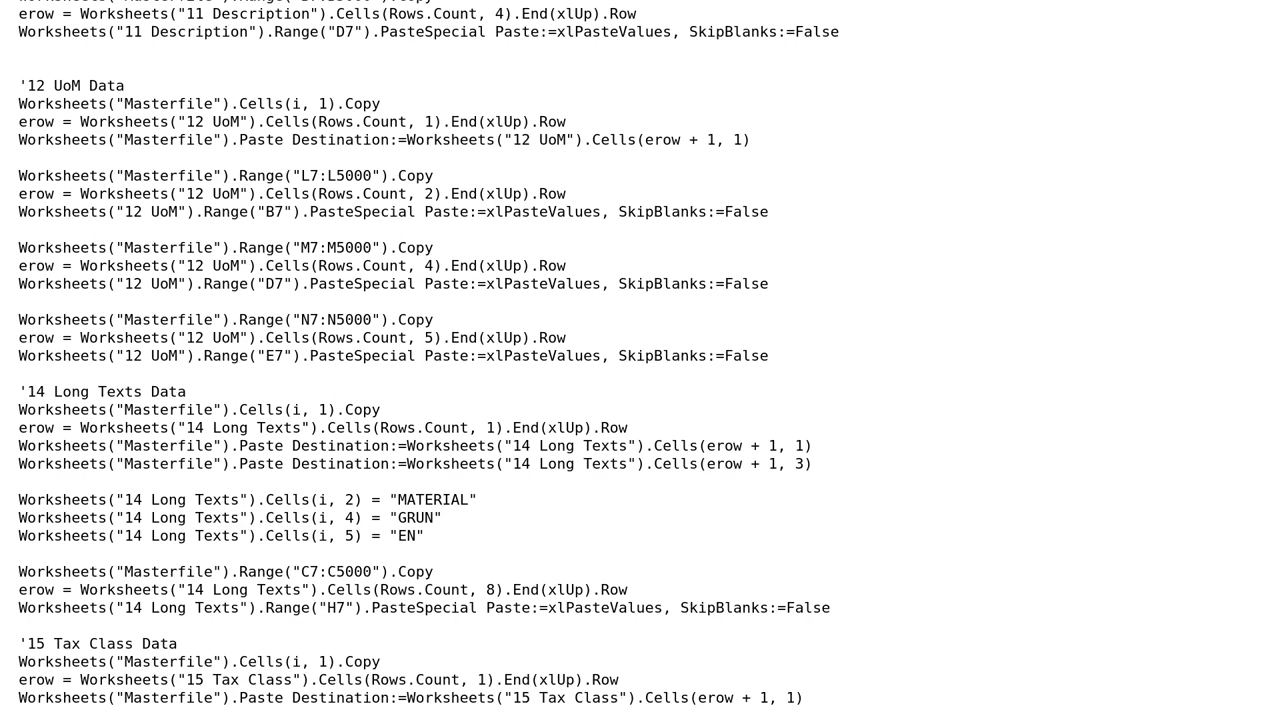 erow = Worksheets("11 Description").Cells(Rows.Count, 4).End(xlUp).Row
Worksheets("11 Description").Range("D7").PasteSpecial Paste:=xlPasteValues, SkipBlanks:=False
'12 UoM Data
Worksheets("Masterfile").Cells(i, 1).Copy
erow = Worksheets("12 UoM").Cells(Rows.Count, 1).End(xlUp).Row
Worksheets("Masterfile").Paste Destination:=Worksheets("12 UoM").Cells(erow + 1, 1)
Worksheets("Masterfile").Range("L7:L5000").Copy
erow = Worksheets("12 UoM").Cells(Rows.Count, 2).End(xlUp).Row
Worksheets("12 UoM").Range("B7").PasteSpecial Paste:=xlPasteValues, SkipBlanks:=False
Worksheets("Masterfile").Range("M7:M5000").Copy
erow = Worksheets("12 UoM").Cells(Rows.Count, 4).End(xlUp).Row
Worksheets("12 UoM").Range("D7").PasteSpecial Paste:=xlPasteValues, SkipBlanks:=False
Worksheets("Masterfile").Range("N7:N5000").Copy
erow = Worksheets("12 UoM").Cells(Rows.Count, 5).End(xlUp).Row
Worksheets("12 UoM").Range("E7").PasteSpecial Paste:=xlPasteValues, SkipBlanks:=False
'14 Long Texts Data
Worksheets("Masterfile").Cells(i, 1).Copy
erow = Worksheets("14 Long Texts").Cells(Rows.Count, 1).End(xlUp).Row
Worksheets("Masterfile").Paste Destination:=Worksheets("14 Long Texts").Cells(erow + 1, 1)
Worksheets("Masterfile").Paste Destination:=Worksheets("14 Long Texts").Cells(erow + 1, 3)
Worksheets("14 Long Texts").Cells(i, 2) = "MATERIAL"
Worksheets("14 Long Texts").Cells(i, 4) = "GRUN"
Worksheets("14 Long Texts").Cells(i, 5) = "EN"
Worksheets("Masterfile").Range("C7:C5000").Copy
erow = Worksheets("14 Long Texts").Cells(Rows.Count, 8).End(xlUp).Row
Worksheets("14 Long Texts").Range("H7").PasteSpecial Paste:=xlPasteValues, SkipBlanks:=False
'15 Tax Class Data
Worksheets("Masterfile").Cells(i, 1).Copy
erow = Worksheets("15 Tax Class").Cells(Rows.Count, 1).End(xlUp).Row
Worksheets("Masterfile").Paste Destination:=Worksheets("15 Tax Class").Cells(erow + 1, 1)